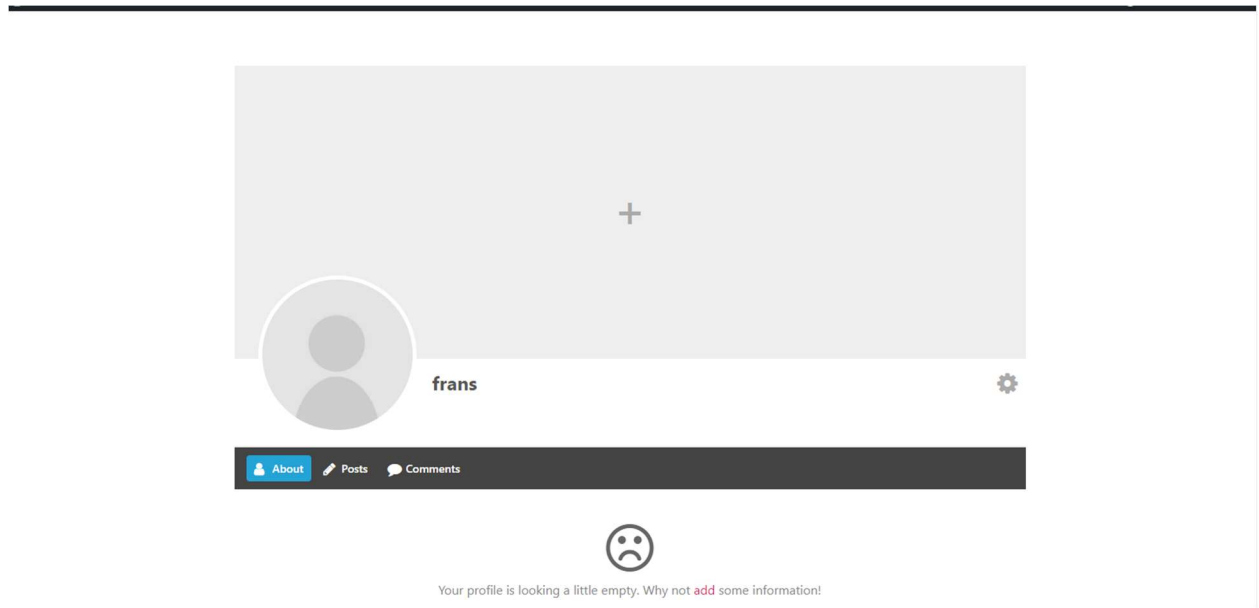 frans
About Posts Comments
Your profile is looking a little empty. Why not add some information!